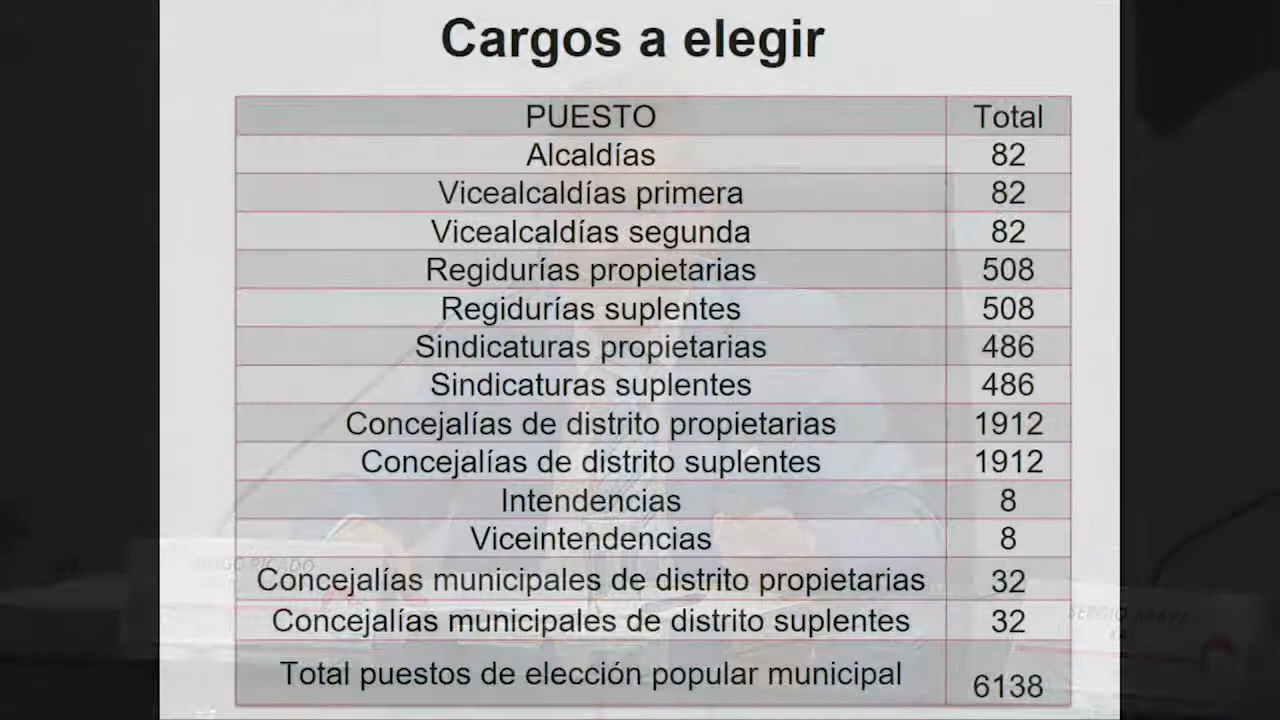 Cargos a elegir
PUESTO Total
Alcaldías 82
Vicealcaldías primera 82
Vicealcaldías segunda 82
Regidurías propietarias 508
Regidurías suplentes 508
Sindicaturas propietarias 486
Sindicaturas suplentes 486
Concejalías de distrito propietarias 1912
Concejalías de distrito suplentes 1912
Intendencias 8
Viceintendencias 8
HUGO PICADO
Concejalías municipales de distrito propietarias 32
Concejalías municipales de distrito suplentes 32
SERGIO
Total puestos de elección popular municipal 6138